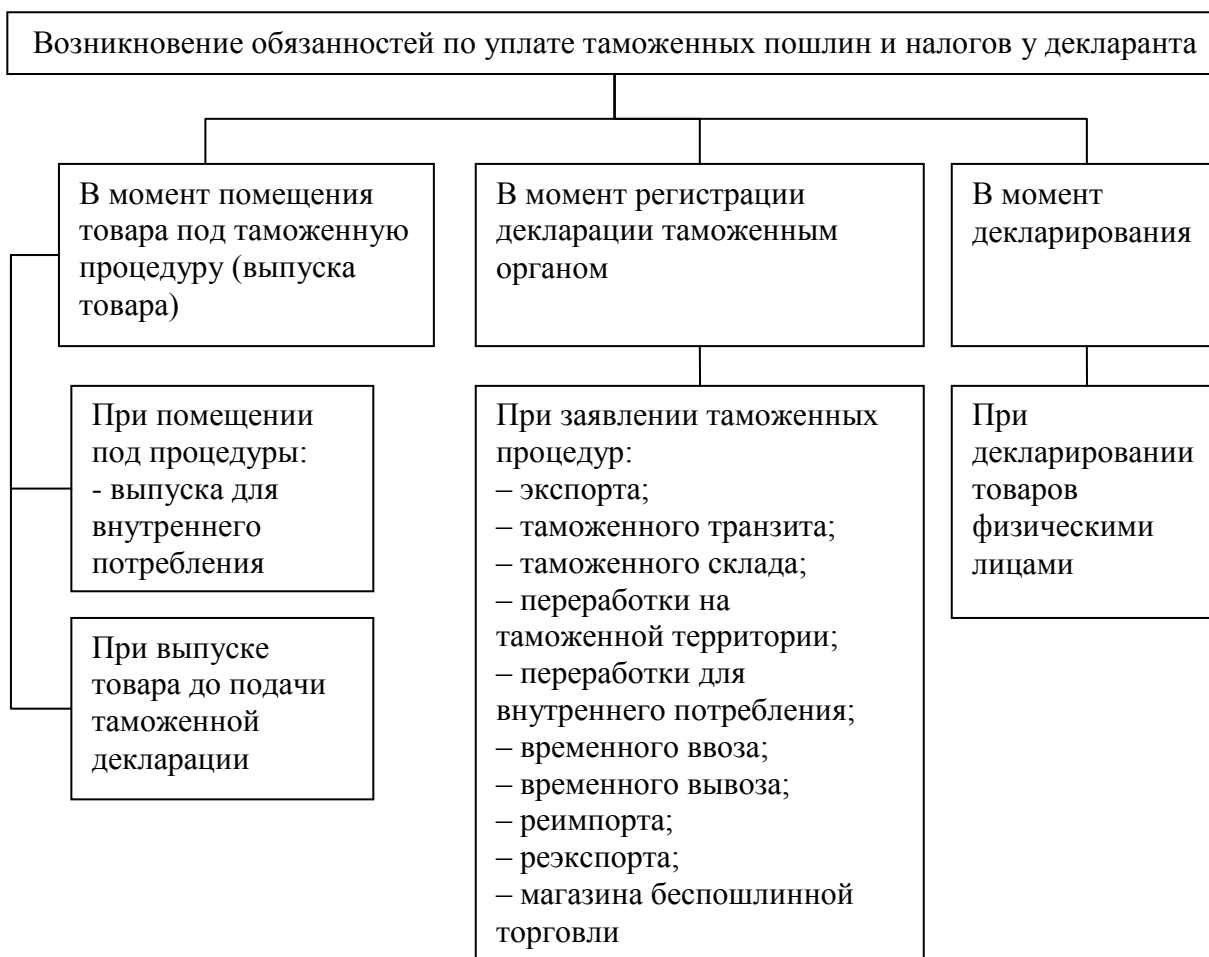 Возникновение обязанностей по уплате таможенных пошлин и налогов у декларанта
В момент помещения
товара под таможенную
процедуру (выпуска
товара)
При помещении
под процедуры:
- выпуска для
внутреннего
потребления
При выпуске
товара до подачи
таможенной
декларации
В момент регистрации
декларации таможенным
органом
При заявлении таможенных
процедур:
– экспорта;
– таможенного транзита;
– таможенного склада;
– переработки на
таможенной территории;
– переработки для
внутреннего потребления;
– временного ввоза;
– временного вывоза;
– реимпорта;
– реэкспорта;
– магазина беспошлинной
торговли
В момент
декларирования
При
декларировании
товаров
физическими
лицами